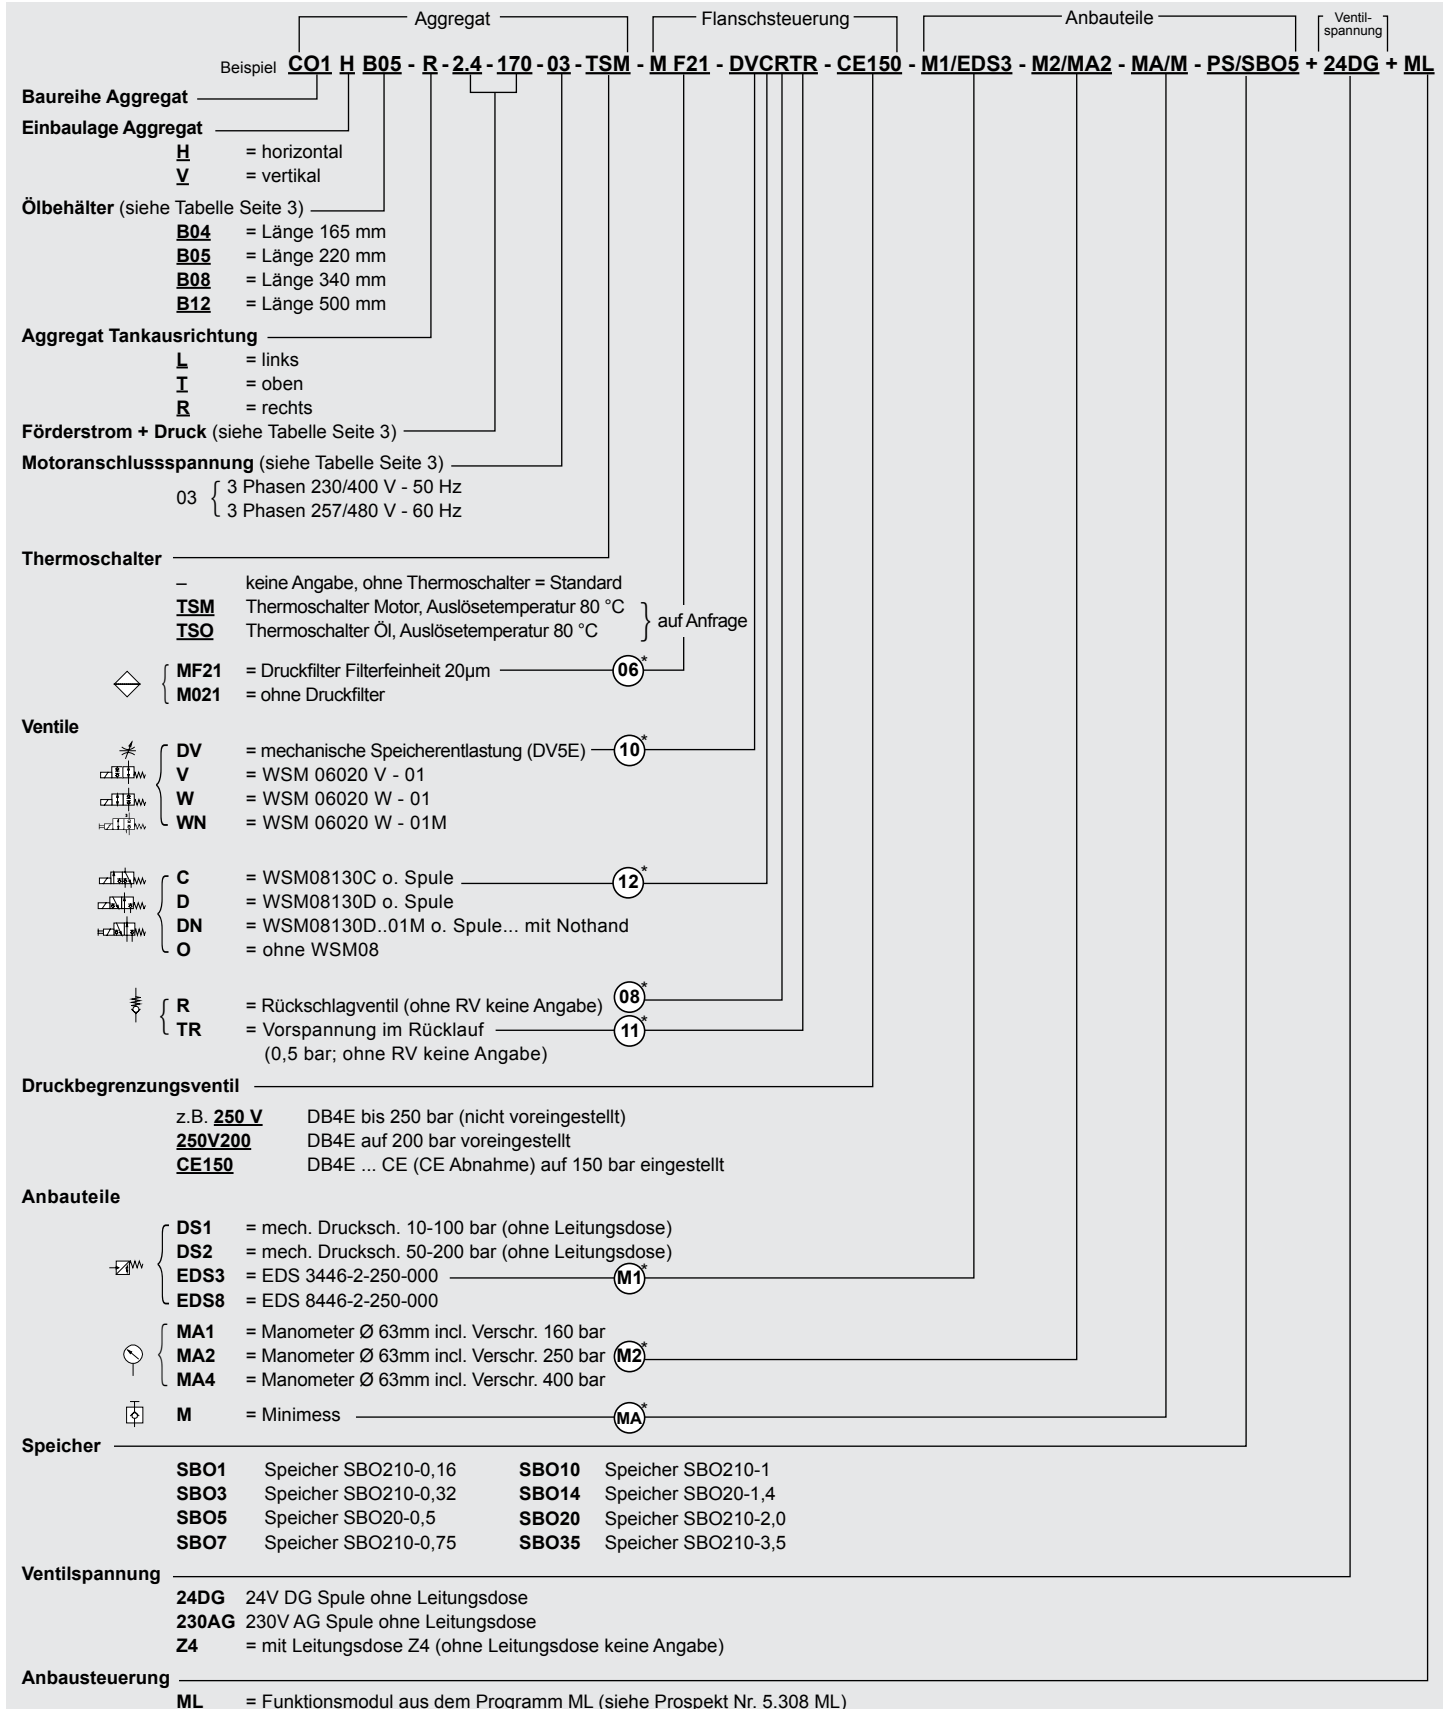 Aggregat Flanschsteuerung Anbauteile Ventil-
spannung
Beispiel CO1 H B05 - R - 2.4 - 170 - 03 - TSM - M F21 - DVCRTR - CE150 - M1/EDS3 - M2/MA2 - MA/M - PS/SBO5 + 24DG + ML
Baureihe Aggregat
Einbaulage Aggregat
H = horizontal
V = vertikal
Ölbehälter (siehe Tabelle Seite 3)
B04 = Länge 165 mm
B05 = Länge 220 mm
B08 = Länge 340 mm
B12 = Länge 500 mm
Aggregat Tankausrichtung
L = links
T = oben
R = rechts
Förderstrom + Druck (siehe Tabelle Seite 3)
Motoranschlussspannung (siehe Tabelle Seite 3)
03 { 3 Phasen 230/400 V - 50 Hz
3 Phasen 257/480 V - 60 Hz
Thermoschalter
– keine Angabe, ohne Thermoschalter = Standard
TSM Thermoschalter Motor, Auslösetemperatur 80 °C
TSO Thermoschalter Öl, Auslösetemperatur 80 °C } auf Anfrage
MF21 = Druckfilter Filterfeinheit 20µm 06*
M021 = ohne Druckfilter
Ventile
DV = mechanische Speicherentlastung (DV5E) 10*
V = WSM 06020 V - 01
W = WSM 06020 W - 01
WN = WSM 06020 W - 01M
C = WSM08130C o. Spule 12*
D = WSM08130D o. Spule
DN = WSM08130D..01M o. Spule... mit Nothand
O = ohne WSM08
R = Rückschlagventil (ohne RV keine Angabe) 08*
TR = Vorspannung im Rücklauf 11*
(0,5 bar; ohne RV keine Angabe)
Druckbegrenzungsventil
z.B. 250 V DB4E bis 250 bar (nicht voreingestellt)
250V200 DB4E auf 200 bar voreingestellt
CE150 DB4E ... CE (CE Abnahme) auf 150 bar eingestellt
Anbauteile
DS1 = mech. Drucksch. 10-100 bar (ohne Leitungsdose)
DS2 = mech. Drucksch. 50-200 bar (ohne Leitungsdose)
EDS3 = EDS 3446-2-250-000 M1*
EDS8 = EDS 8446-2-250-000
MA1 = Manometer Ø 63mm incl. Verschr. 160 bar
MA2 = Manometer Ø 63mm incl. Verschr. 250 bar M2*
MA4 = Manometer Ø 63mm incl. Verschr. 400 bar
M = Minimess MA*
Speicher
SBO1 Speicher SBO210-0,16 SBO10 Speicher SBO210-1
SBO3 Speicher SBO210-0,32 SBO14 Speicher SBO20-1,4
SBO5 Speicher SBO20-0,5 SBO20 Speicher SBO210-2,0
SBO7 Speicher SBO210-0,75 SBO35 Speicher SBO210-3,5
Ventilspannung
24DG 24V DG Spule ohne Leitungsdose
230AG 230V AG Spule ohne Leitungsdose
Z4 = mit Leitungsdose Z4 (ohne Leitungsdose keine Angabe)
Anbausteuerung
ML = Funktionsmodul aus dem Programm ML (siehe Prospekt Nr. 5.308 ML)